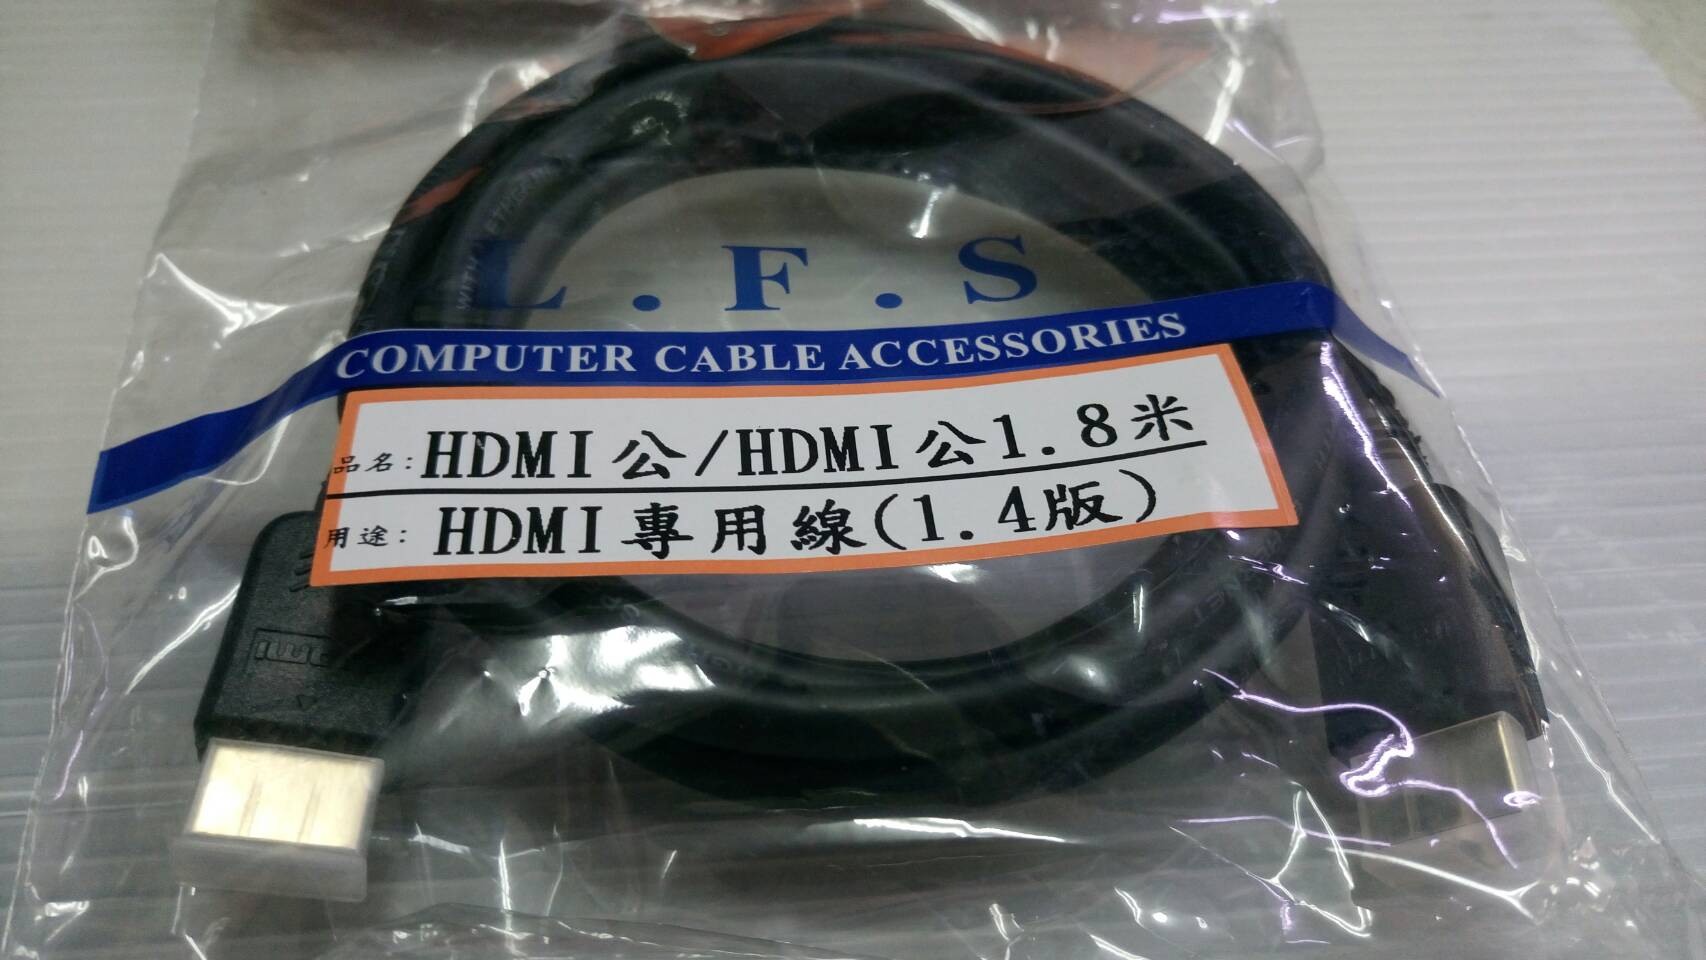 L.F.S
COMPUTER CABLE ACCESSORIES
品名:HDMI公/HDMI公1.8米
用途:HDMI專用線(1.4版)
HDMI